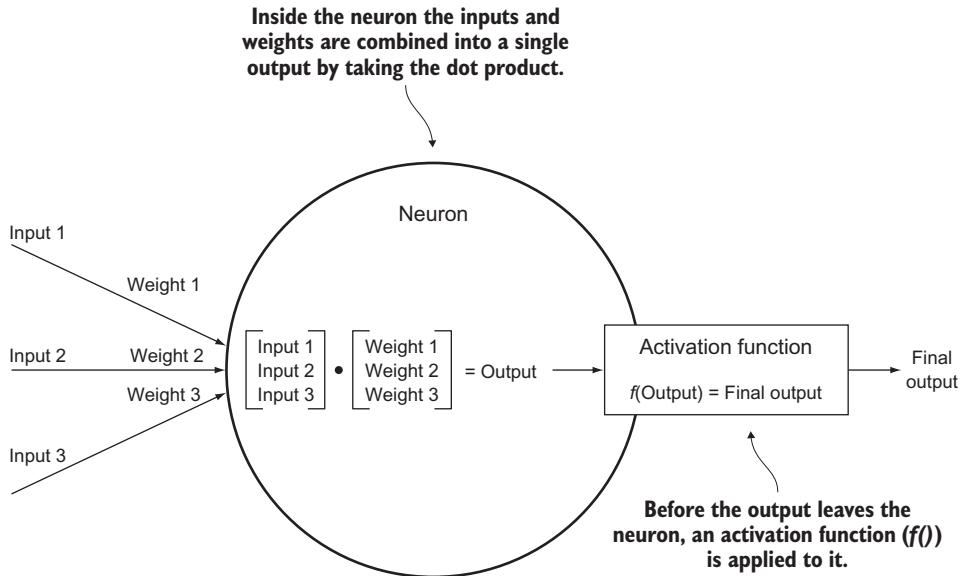 Inside the neuron the inputs and
weights are combined into a single
output by taking the dot product.
Neuron
Input 1
Weight 1
Input 2
Weight 2
Weight 3
Input 3
Input 1
Input 2
Input 3
•
Weight 1
Weight 2
Weight 3
= Output
Activation function
f(Output) = Final output
Final
output
Before the output leaves the
neuron, an activation function (f())
is applied to it.